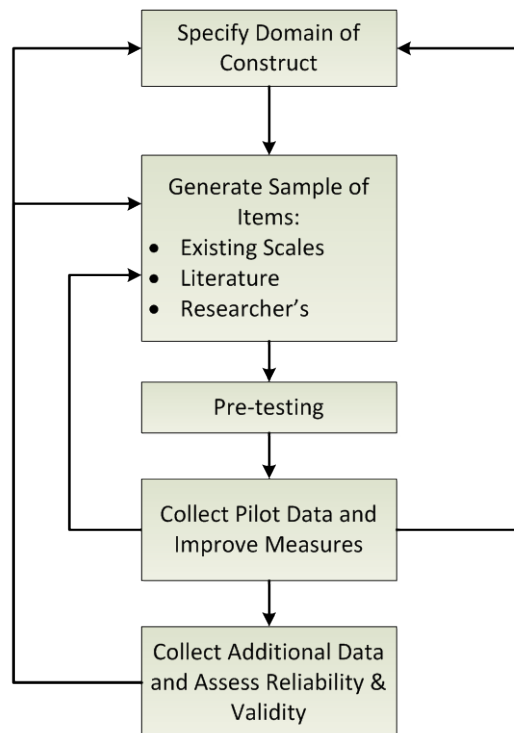 Specify Domain of
Construct
Generate Sample of
Items:
• Existing Scales
• Literature
• Researcher's
Pre-testing
Collect Pilot Data and
Improve Measures
Collect Additional Data
and Assess Reliability &
Validity